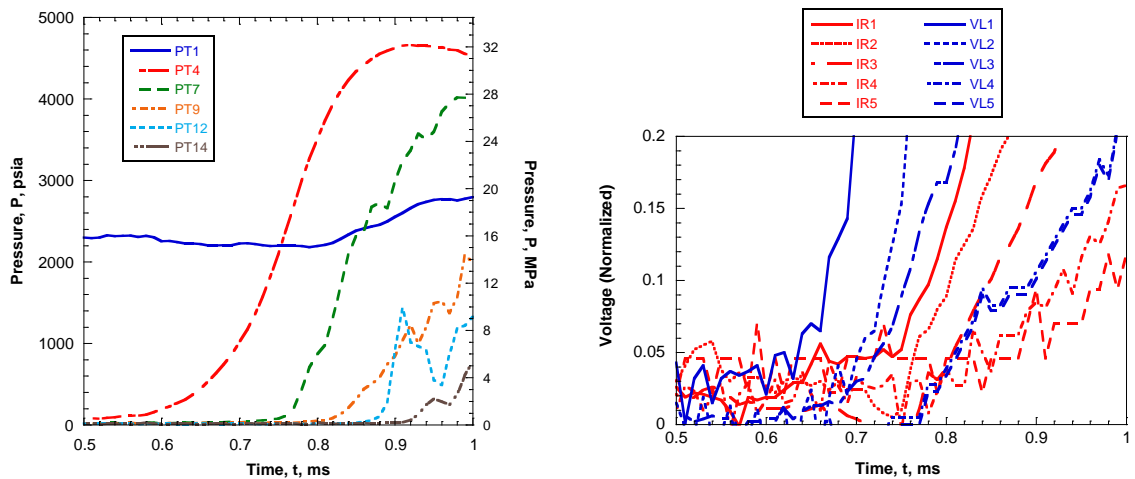 5000
4000
3000
2000
1000
0
Pressure, P, psia
PT1
PT4
PT7
PT9
PT12
PT14
32
28
24
20
16
12
8
4
0
Pressure, P, MPa
0.5
0.6
0.7
0.8
0.9
1
Time, t, ms
IR1
IR2
IR3
IR4
IR5
VL1
VL2
VL3
VL4
VL5
0.2
0.15
0.1
0.05
0
Voltage (Normalized)
0.5
0.6
0.7
0.8
0.9
1
Time, t, ms